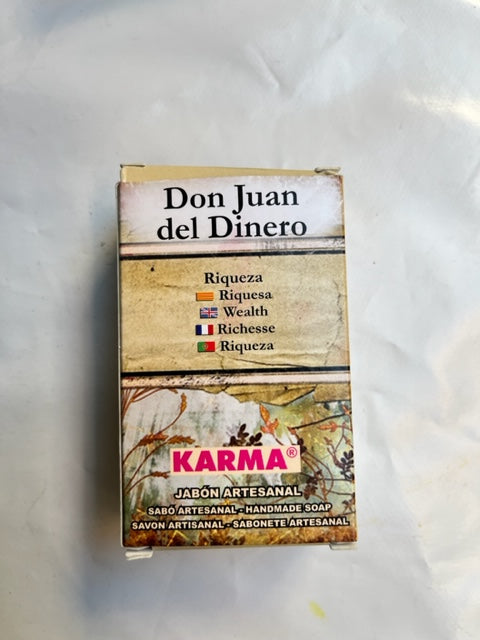 Don Juan
del Dinero
Riqueza
Riquesa
Wealth
Richesse
Riqueza
KARMA®
JABÓN ARTESANAL
SABÓ ARTESANAL - HANDMADE SOAP
SAVON ARTISANAL - SABONETE ARTESANAL